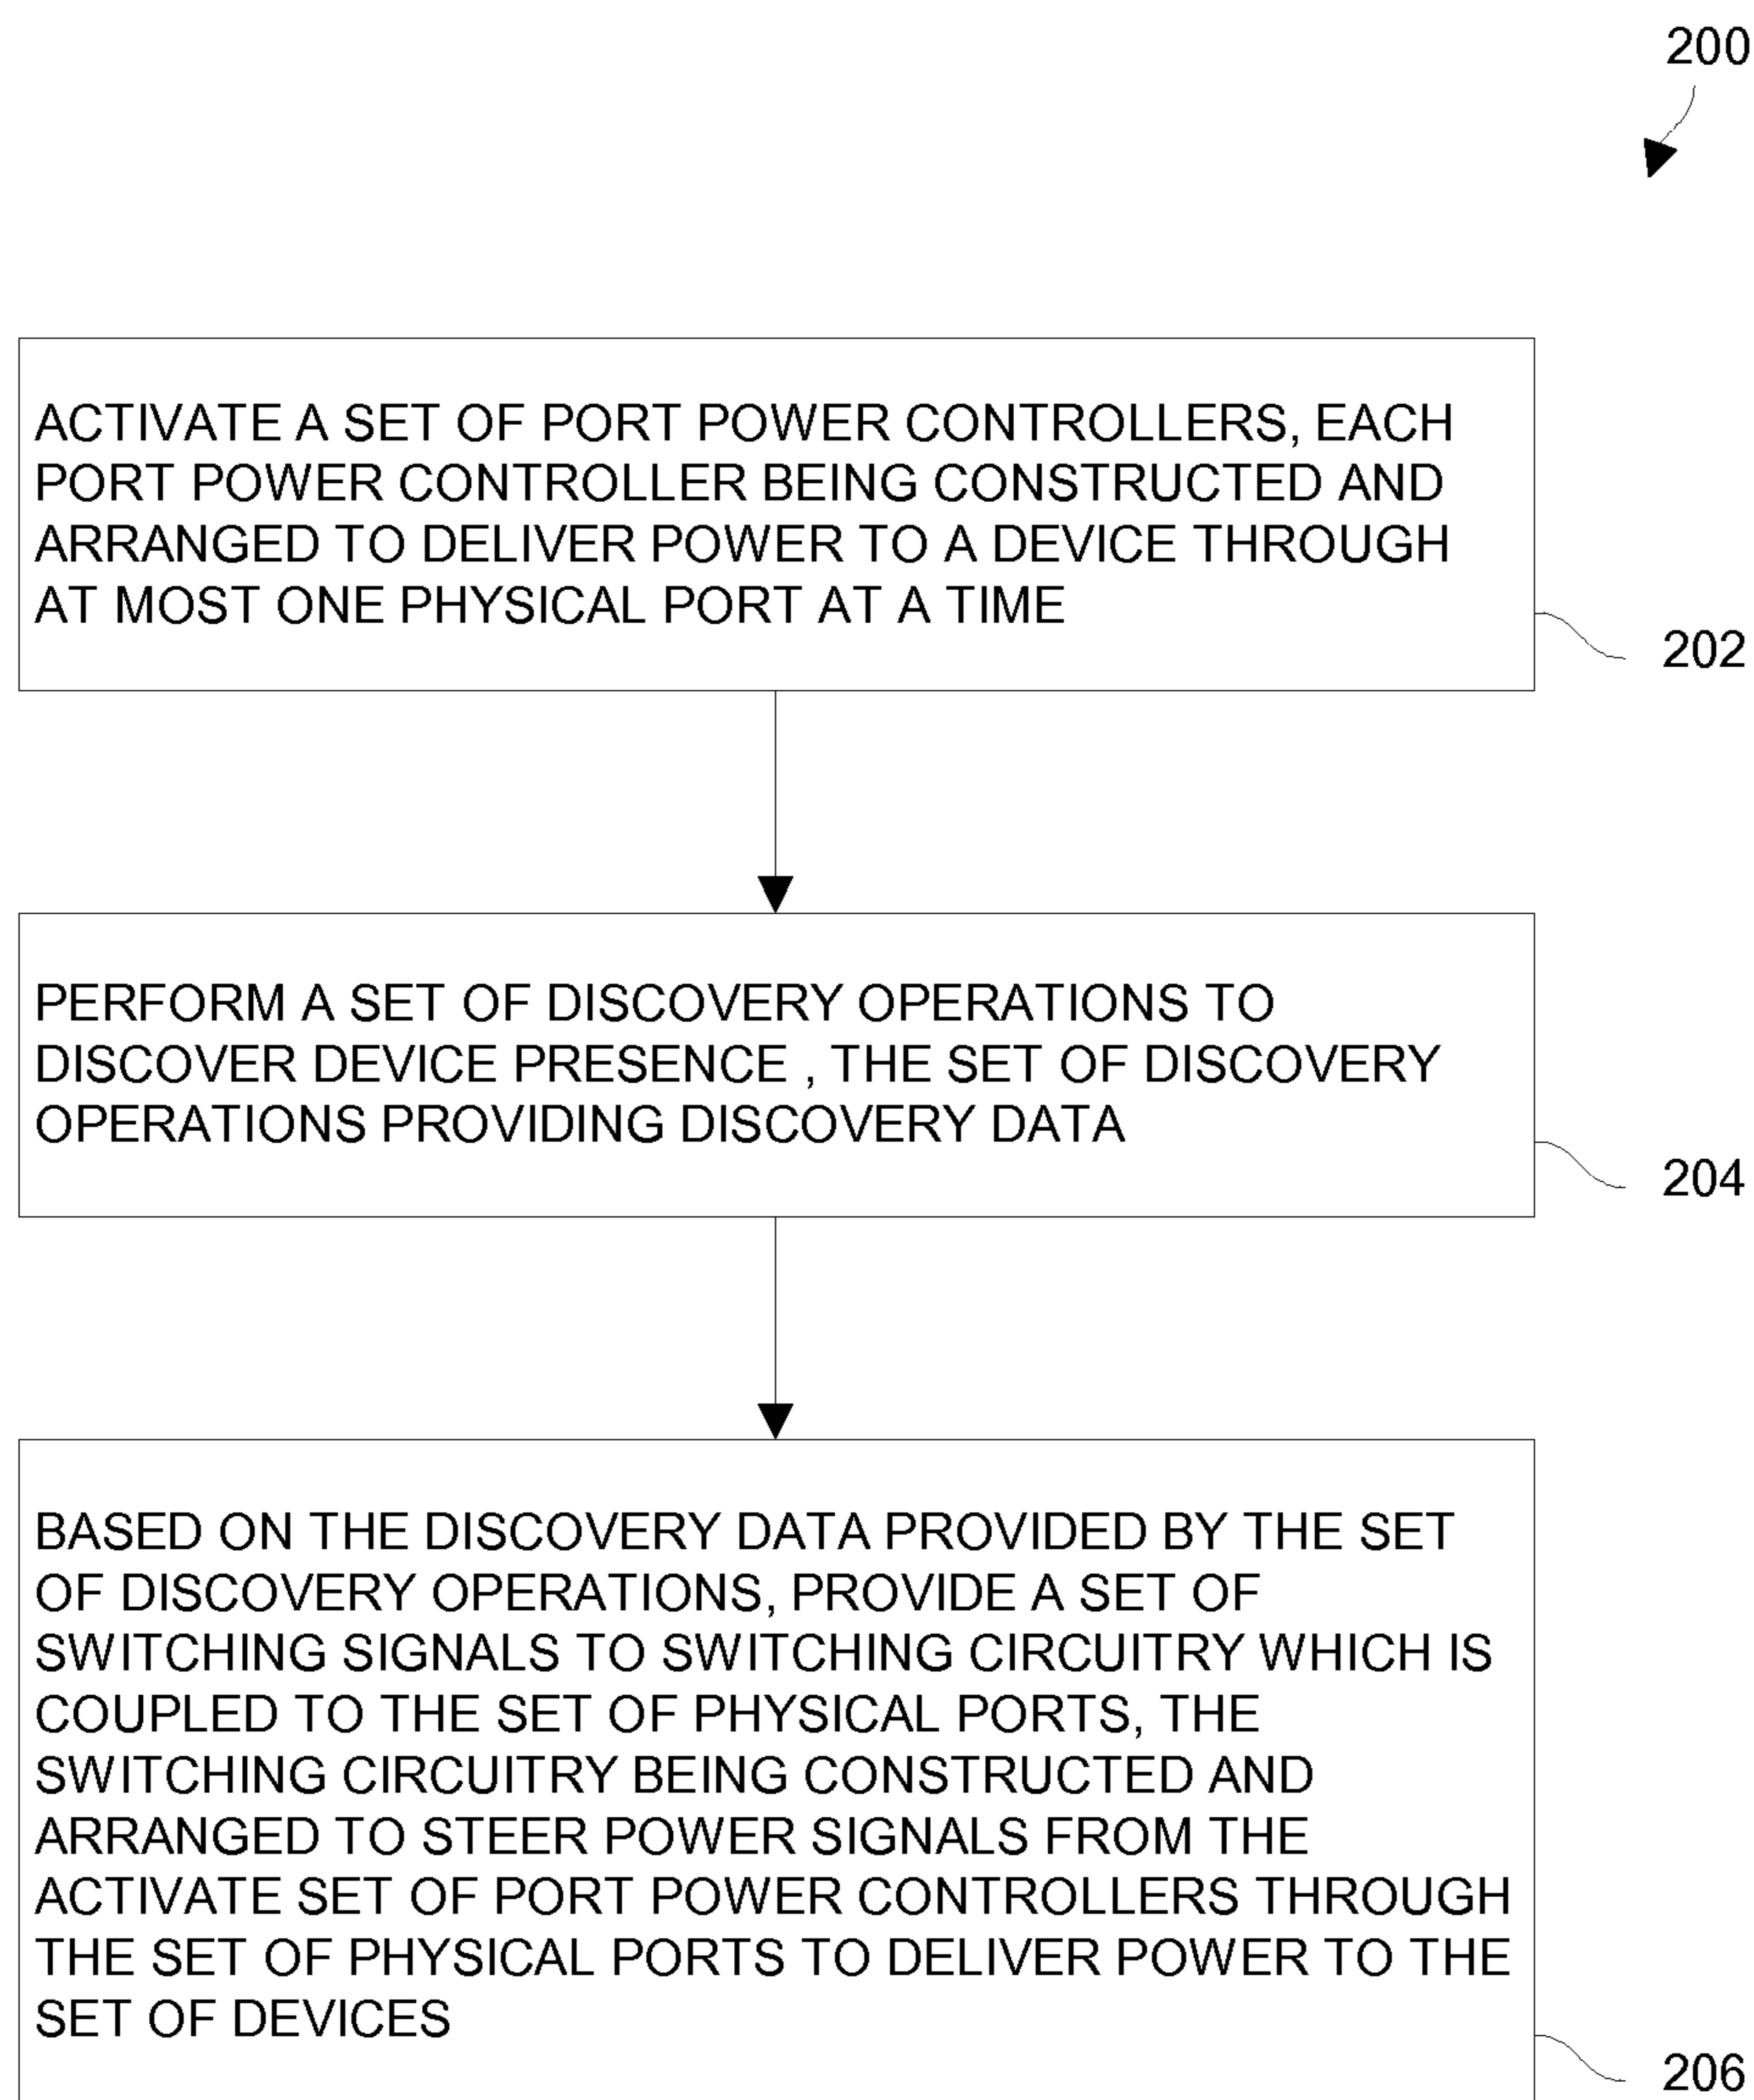 200
ACTIVATE A SET OF PORT POWER CONTROLLERS, EACH
PORT POWER CONTROLLER BEING CONSTRUCTED AND
ARRANGED TO DELIVER POWER TO A DEVICE THROUGH
AT MOST ONE PHYSICAL PORT AT A TIME
202
PERFORM A SET OF DISCOVERY OPERATIONS TO
DISCOVER DEVICE PRESENCE , THE SET OF DISCOVERY
OPERATIONS PROVIDING DISCOVERY DATA
204
BASED ON THE DISCOVERY DATA PROVIDED BY THE SET
OF DISCOVERY OPERATIONS, PROVIDE A SET OF
SWITCHING SIGNALS TO SWITCHING CIRCUITRY WHICH IS
COUPLED TO THE SET OF PHYSICAL PORTS, THE
SWITCHING CIRCUITRY BEING CONSTRUCTED AND
ARRANGED TO STEER POWER SIGNALS FROM THE
ACTIVATE SET OF PORT POWER CONTROLLERS THROUGH
THE SET OF PHYSICAL PORTS TO DELIVER POWER TO THE
SET OF DEVICES
206